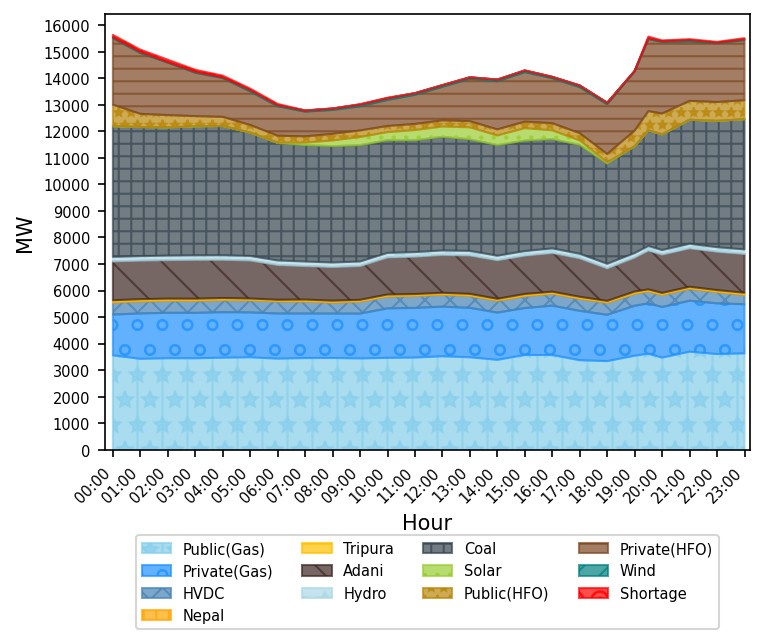 16000
15000
14000
13000
12000
11000
10000
9000
8000
7000
6000
5000
4000
3000
2000
1000
0
MW
00:00 01:00 02:00 03:00 04:00 05:00 06:00 07:00 08:00 09:00 10:00 11:00 12:00 13:00 14:00 15:00 16:00 17:00 18:00 19:00 20:00 21:00 22:00 23:00
Hour
Public(Gas) Tripura Coal Private(HFO)
Private(Gas) Adani Solar Wind
HVDC Hydro Public(HFO) Shortage
Nepal